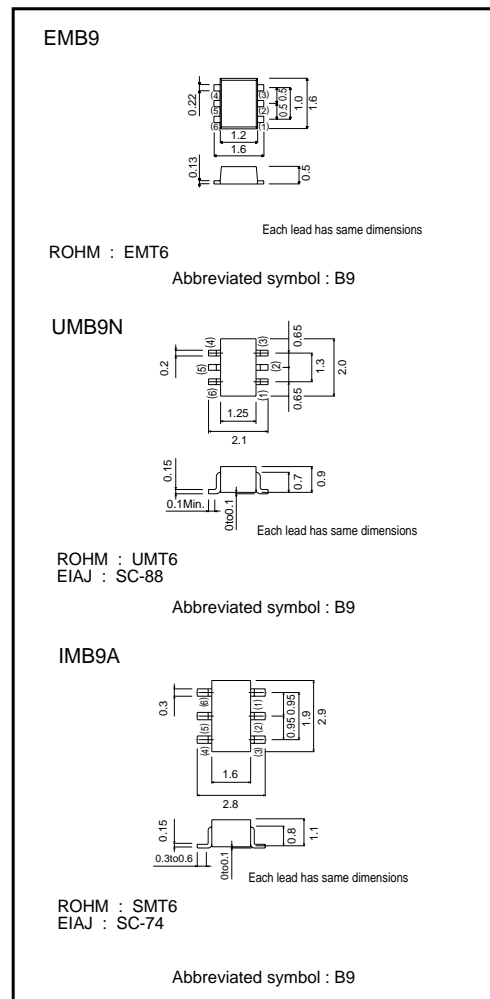 EMB9
0.22
(4)
(3)
(5)
(2)
(6)
(1)
0.5 0.5
1.0
1.6
1.2
1.6
0.13
0.5
Each lead has same dimensions
ROHM : EMT6
Abbreviated symbol : B9
UMB9N
0.2
(4)
(3)
(5)
(2)
(6)
(1)
0.65
1.3
0.65
2.0
1.25
2.1
0.15
0.1Min.
0to0.1
0.7
0.9
Each lead has same dimensions
ROHM : UMT6
EIAJ : SC-88
Abbreviated symbol : B9
IMB9A
0.3
(6)
(1)
(5)
(2)
(4)
(3)
0.95 0.95
1.9
2.9
1.6
2.8
0.15
0.3to0.6
0to0.1
0.8
1.1
Each lead has same dimensions
ROHM : SMT6
EIAJ : SC-74
Abbreviated symbol : B9